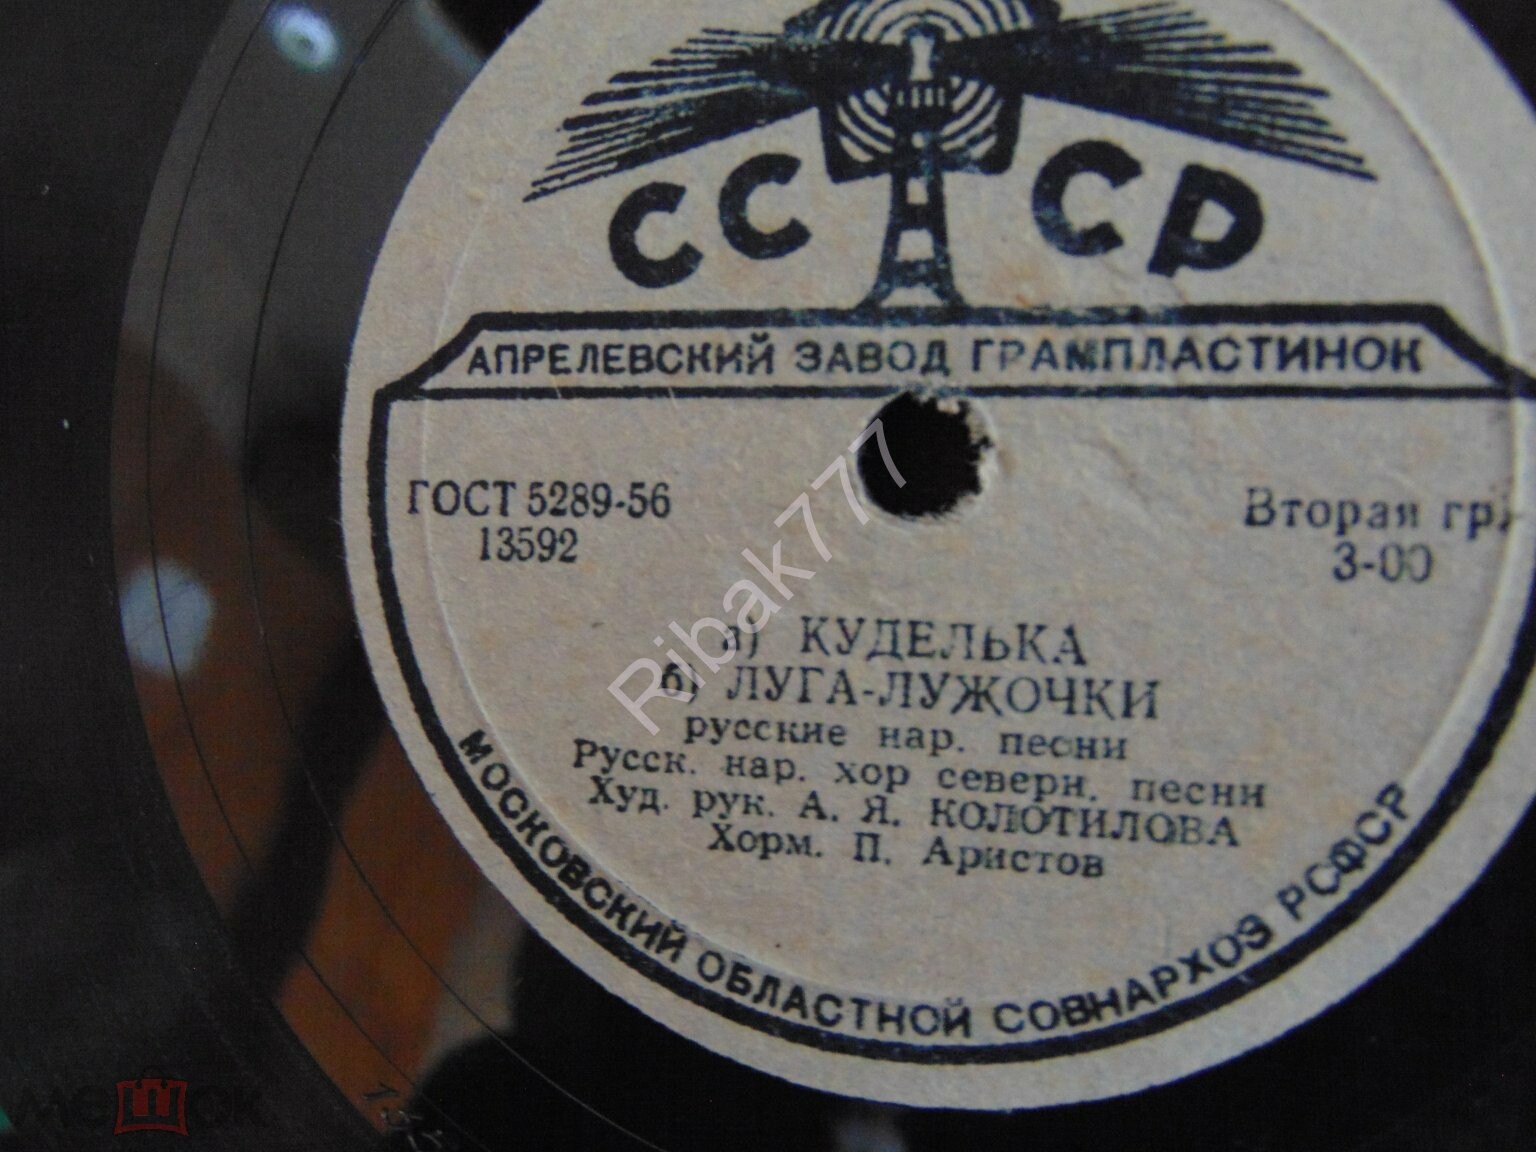 СССР
АПРЕЛЕВСКИЙ ЗАВОД ГРАМПЛАСТИНОК
ГОСТ 5289-56
13592
Вторая гр
3-00
а) КУДЕЛЬКА
б) ЛУГА-ЛУЖОЧКИ
русские нар. песни
Русск. нар. хор северн. песни
Худ. рук. А. Я. КОЛОТИЛОВА
Хорм. П. Аристов
МОСКОВСКИЙ ОБЛАСТНОЙ СОВНАРХОЗ РСФСР
Ribak777
мешок